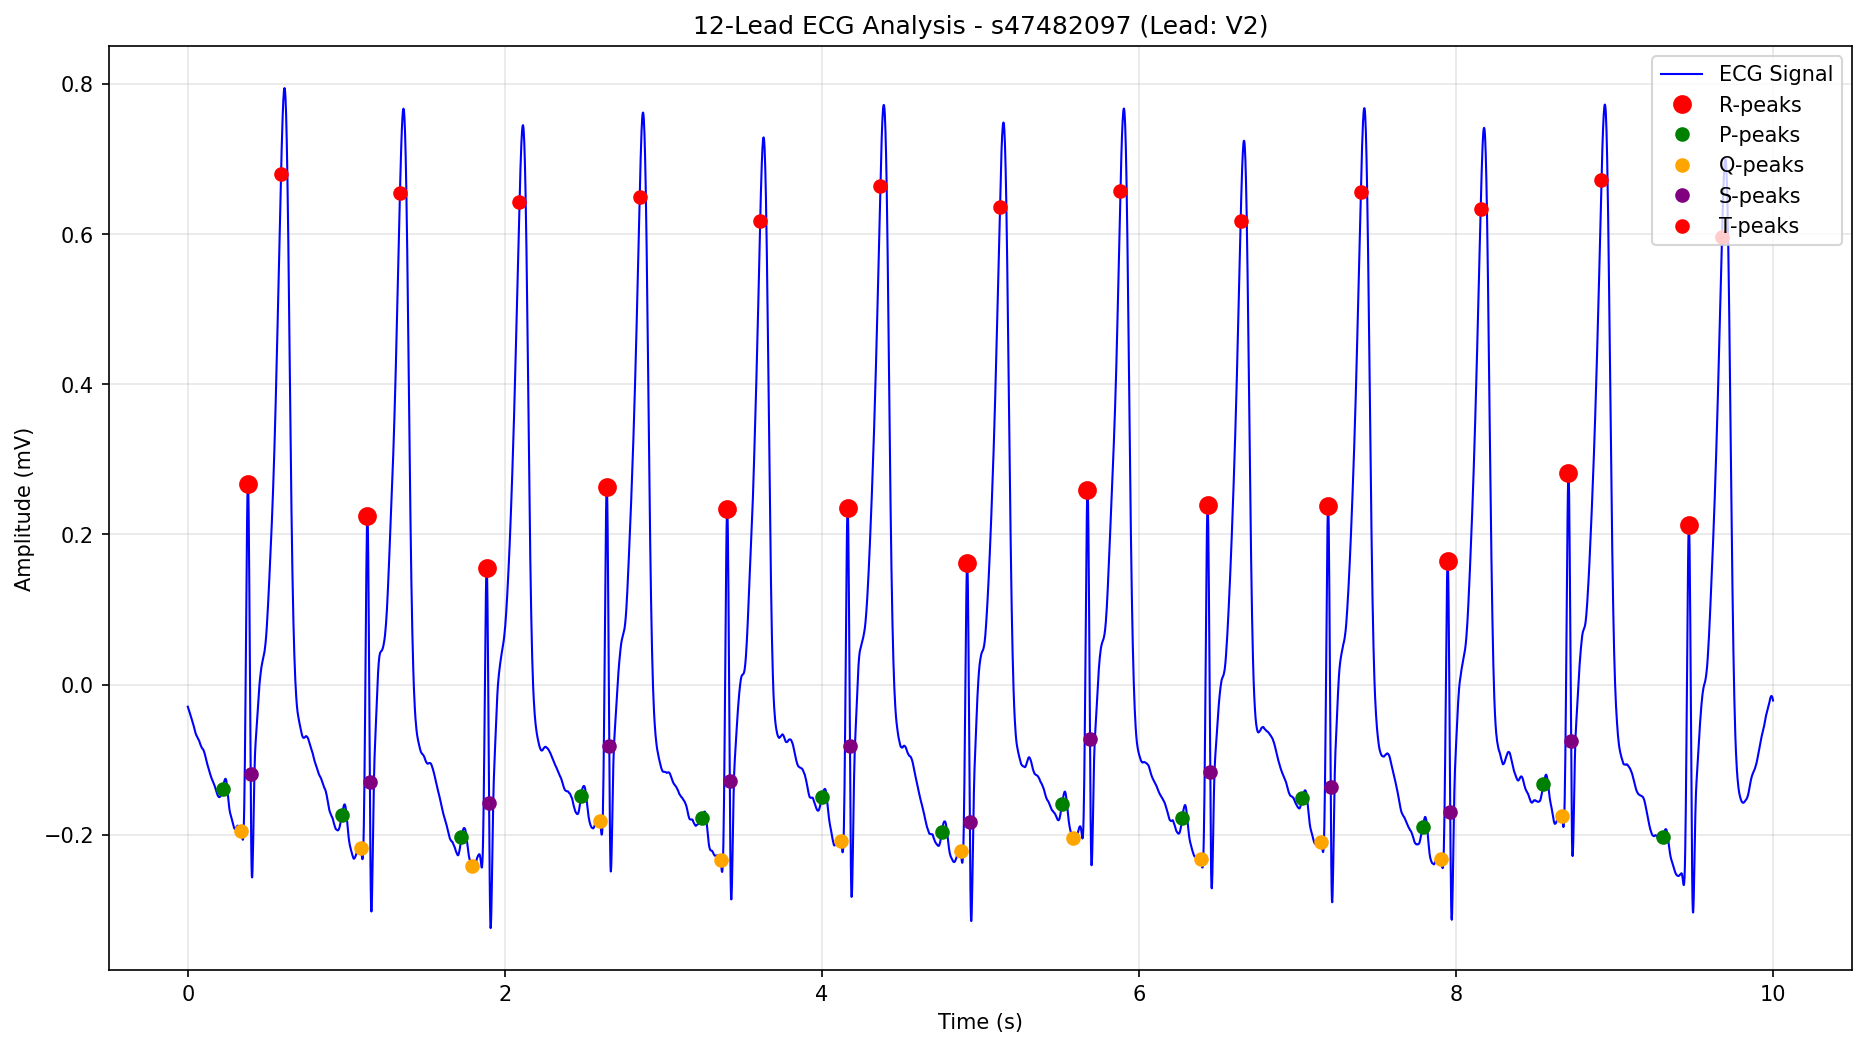 12-Lead ECG Analysis - s47482097 (Lead: V2)
ECG Signal
R-peaks
P-peaks
Q-peaks
S-peaks
T-peaks
Amplitude (mV)
0.8
0.6
0.4
0.2
0.0
−0.2
0
2
4
6
8
10
Time (s)